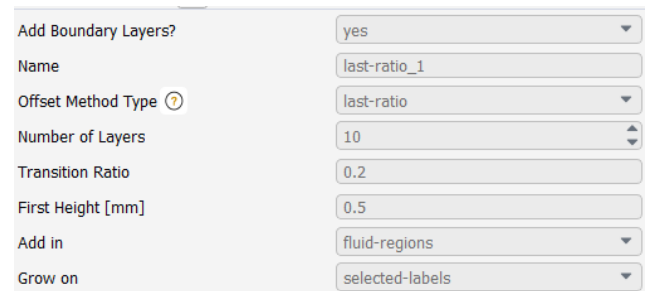 Add Boundary Layers? yes
Name last-ratio_1
Offset Method Type ? last-ratio
Number of Layers 10
Transition Ratio 0.2
First Height [mm] 0.5
Add in fluid-regions
Grow on selected-labels